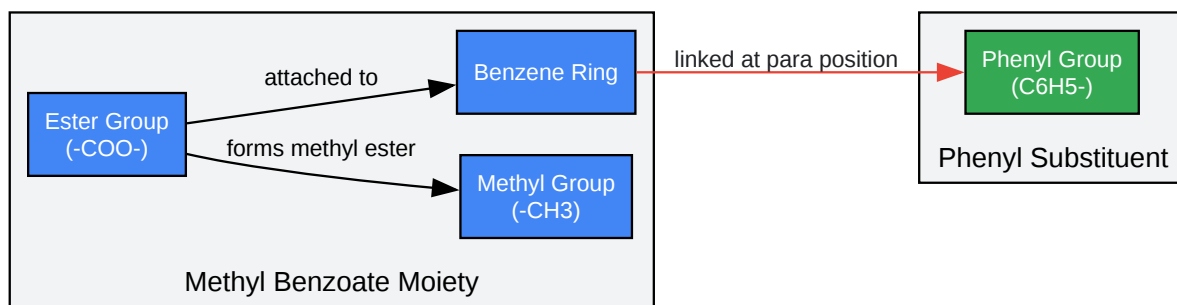 Ester Group
(-COO-)
attached to
forms methyl ester
Benzene Ring
Methyl Group
(-CH3)
Methyl Benzoate Moiety
linked at para position
Phenyl Group
(C6H5-)
Phenyl Substituent